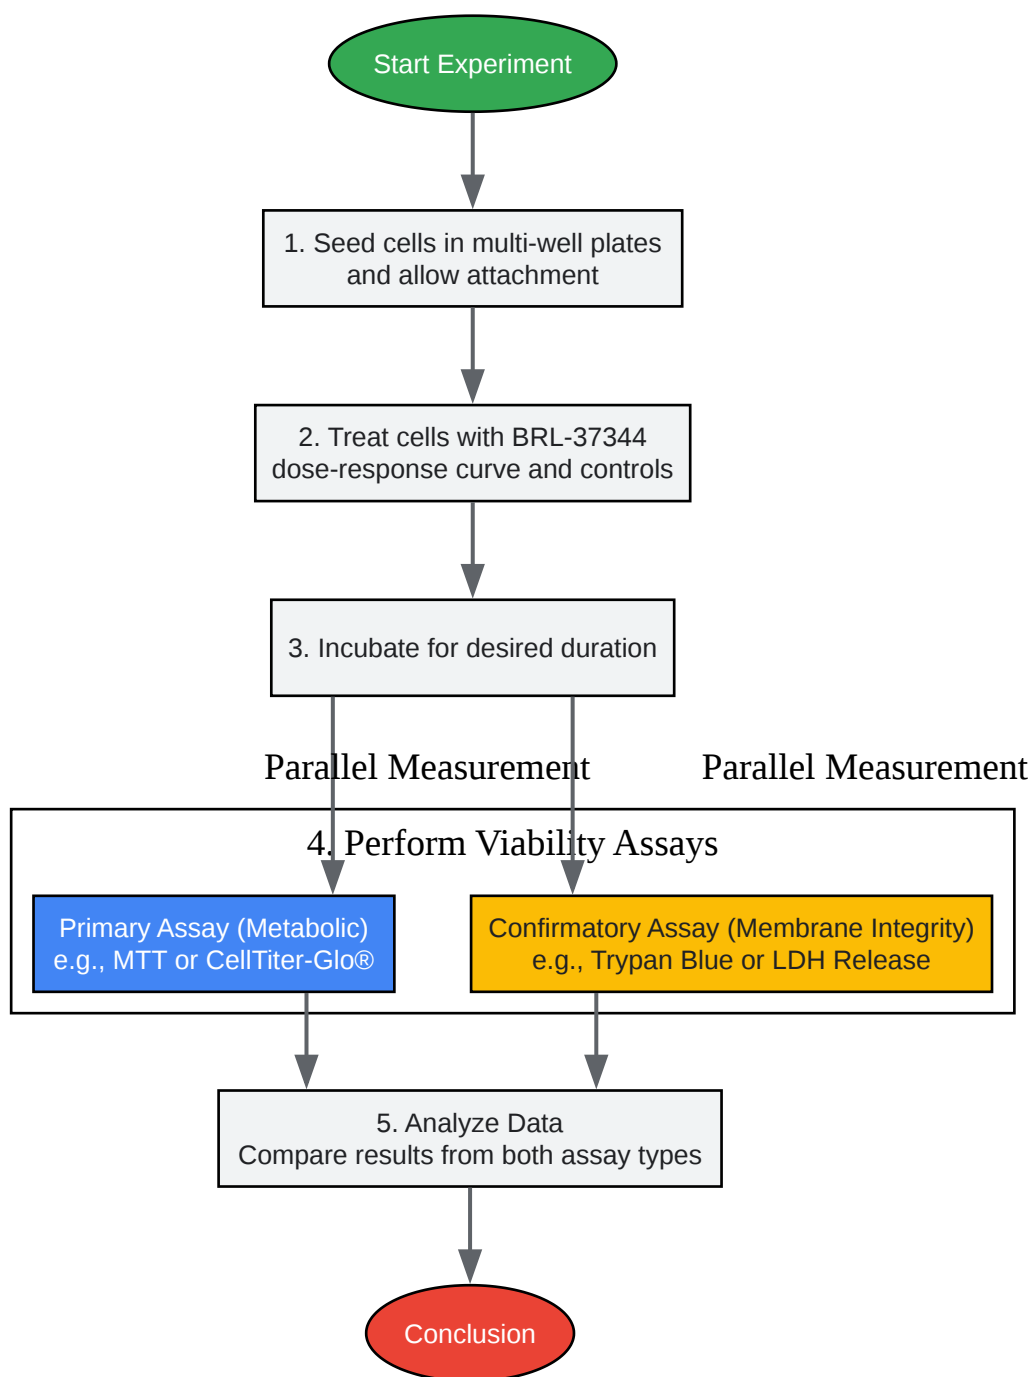 Start Experiment
1. Seed cells in multi-well plates
and allow attachment
2. Treat cells with BRL-37344
dose-response curve and controls
3. Incubate for desired duration
Parallel Measurement
Parallel Measurement
4. Perform Viability Assays
Primary Assay (Metabolic)
e.g., MTT or CellTiter-Glo®
Confirmatory Assay (Membrane Integrity)
e.g., Trypan Blue or LDH Release
5. Analyze Data
Compare results from both assay types
Conclusion